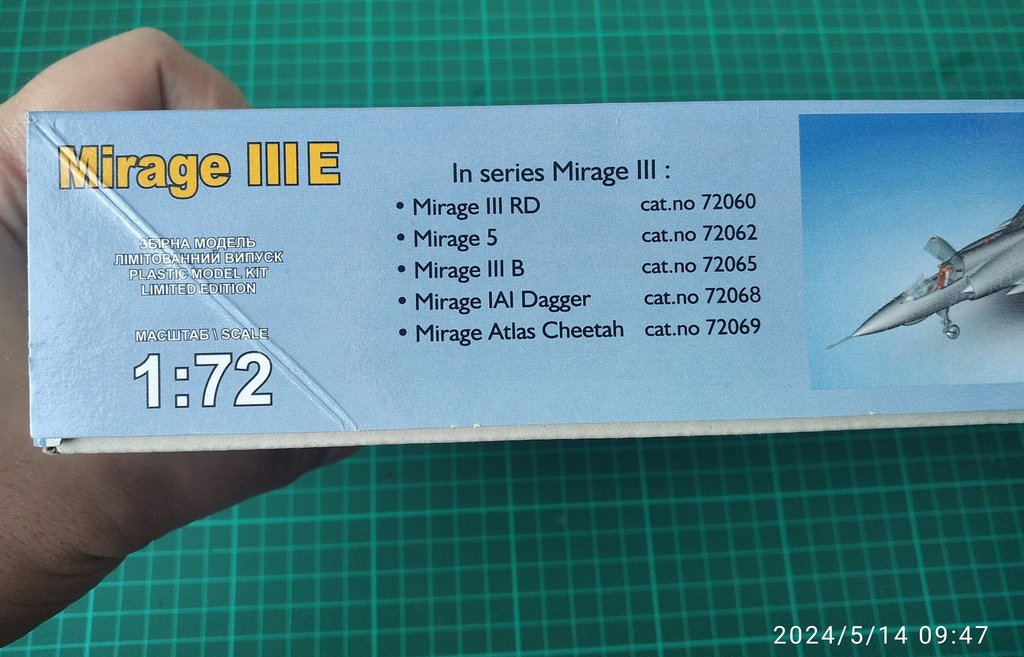 Mirage III E
ЗБІРНА МОДЕЛЬ
ЛІМІТОВАННИЙ ВИПУСК
PLASTIC MODEL KIT
LIMITED EDITION
МАСШТАБ \ SCALE
1:72
In series Mirage III :
• Mirage III RD cat.no 72060
• Mirage 5 cat.no 72062
• Mirage III B cat.no 72065
• Mirage IAI Dagger cat.no 72068
• Mirage Atlas Cheetah cat.no 72069
2024/5/14 09:47